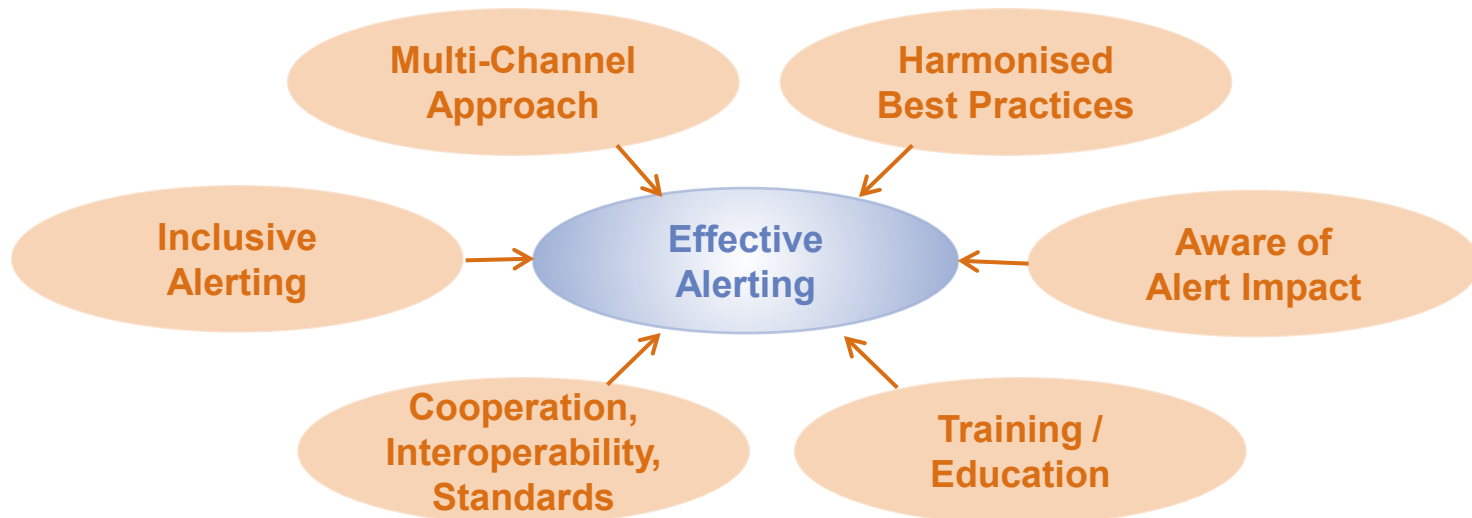 Multi-Channel
Approach
Harmonised
Best Practices
Inclusive
Alerting
Effective
Alerting
Aware of
Alert Impact
Cooperation,
Interoperability,
Standards
Training /
Education